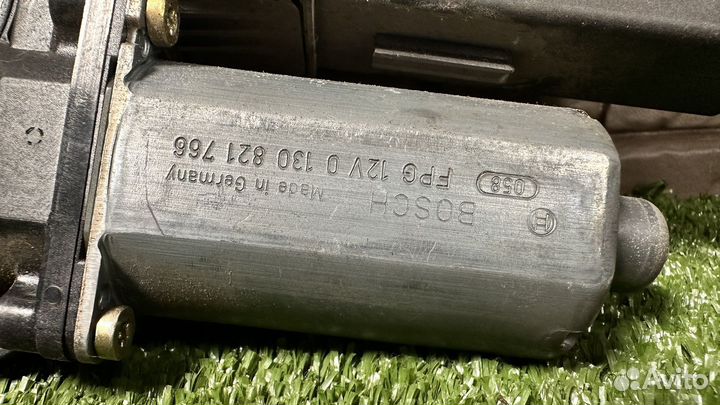 BOSCH
Made in Germany
058
FPG 12V 0 130 821 766
Avito